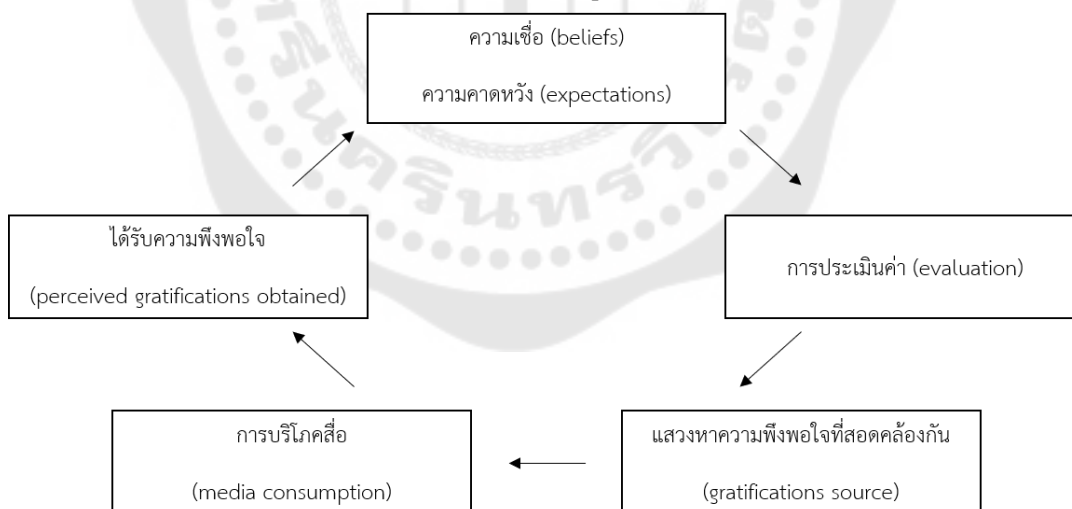 ความเชื่อ (beliefs)
ความคาดหวัง (expectations)
ได้รับความพึงพอใจ
(perceived gratifications obtained)
การประเมินค่า (evaluation)
การบริโภคสื่อ
(media consumption)
แสวงหาความพึงพอใจที่สอดคล้องกัน
(gratifications source)